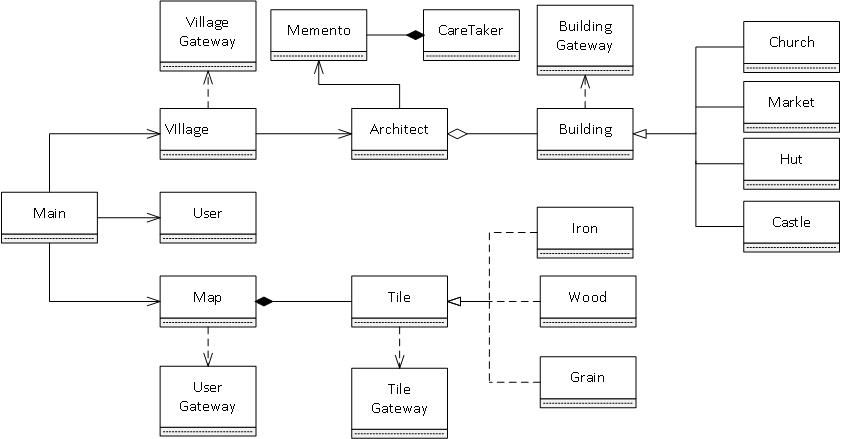 Village
Gateway
Memento
CareTaker
Building
Gateway
Church
Market
VIllage
Architect
Building
Hut
Main
User
Iron
Castle
Map
Tile
Wood
User
Gateway
Tile
Gateway
Grain